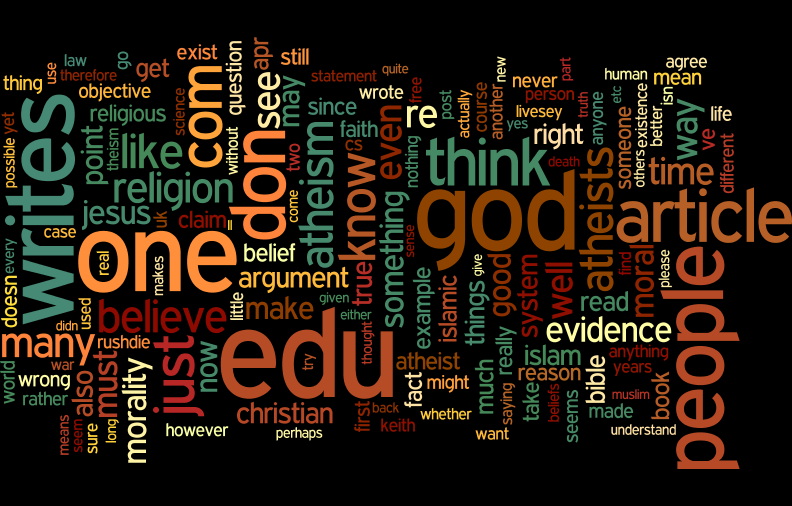 law
go
exist
apr
still
new
part
agree
thing
use
therefore
get
com
question
see
statement
quite
free
never
human
mean
objective
science
may
wrote
post
actually
course
another
person
truth
etc
isn
yet
possible
writes
religious
point
theism
like
without
don
since
faith
re
livesey
yes
right
anyone
someone
existence
better
way
life
ve
religion
two
atheism
cs
even
nothing
think
death
others
time
different
jesus
uk
claim
ll
come
know
god
atheists
article
case
one
belief
something
sense
every
doesn
real
makes
argument
true
example
islamic
give
things
good
system
well
find
moral
please
people
used
believe
little
make
given
either
read
didn
many
rushdie
edu
try
thought
atheist
evidence
war
just
now
really
islam
anything
world
wrong
must
morality
fact
might
much
reason
bible
years
rather
also
christian
first
back
whether
saying
take
beliefs
seems
made
muslim
book
means
seem
sure
long
however
perhaps
keith
want
understand